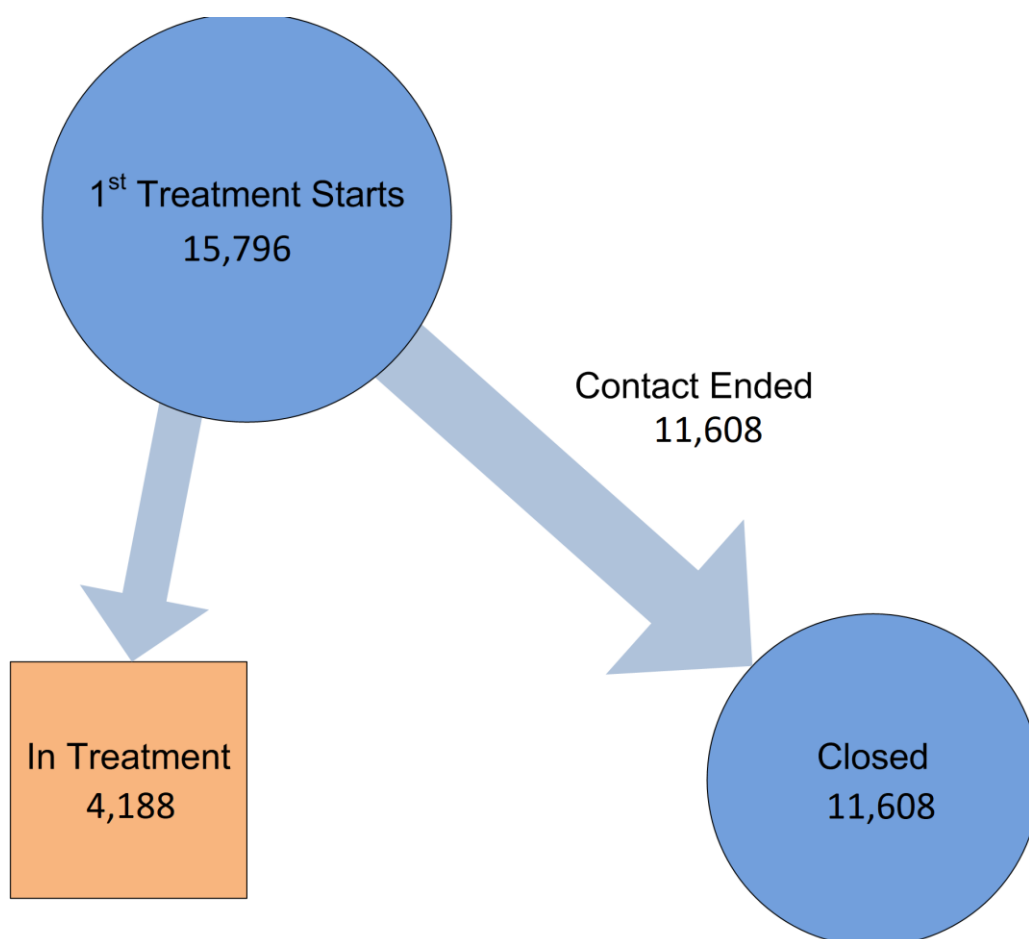 1st Treatment Starts
15,796
Contact Ended
11,608
In Treatment
4,188
Closed
11,608